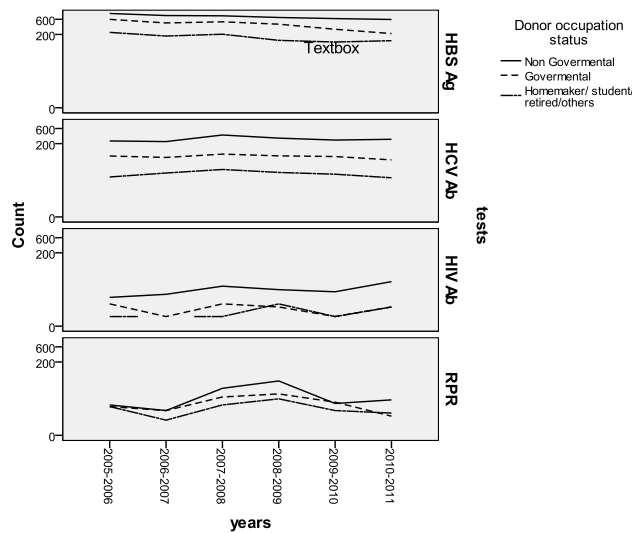 Donor occupation
status
Non Govermental
Govermental
Homemaker/ student/
retired/others
600
200
0
Textbox
HBS Ag
600
200
0
HCV Ab
600
200
0
HIV Ab
600
200
0
RPR
Count
tests
2005-2006
2006-2007
2007-2008
2008-2009
2009-2010
2010-2011
years